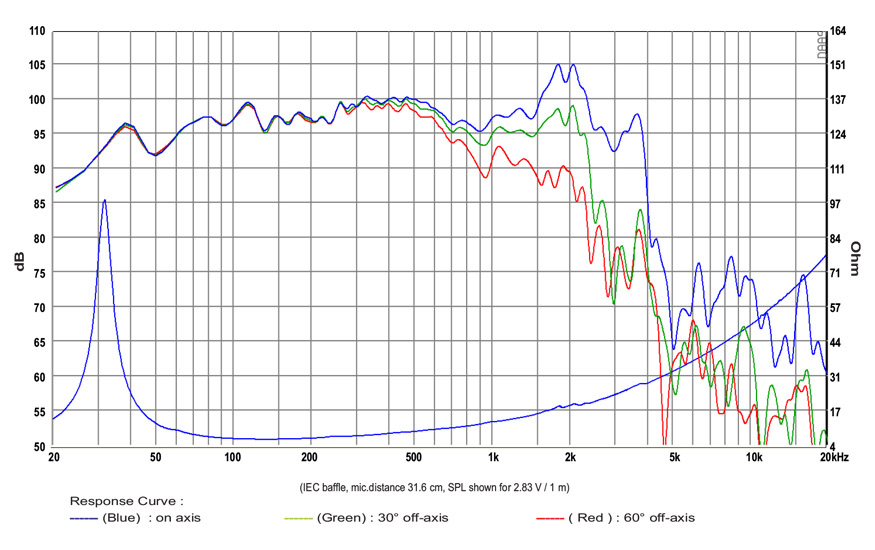 110 164
DAAS
105 151
100 137
95 124
90 111
85 97
80 84
dB Ohm
75 71
70 57
65 44
60 31
55 17
50 4
20 50 100 200 500 1k 2k 5k 10k 20kHz
(IEC baffle, mic.distance 31.6 cm, SPL shown for 2.83 V / 1 m)
Response Curve :
(Blue) : on axis (Green) : 30° off-axis ( Red ) : 60° off-axis